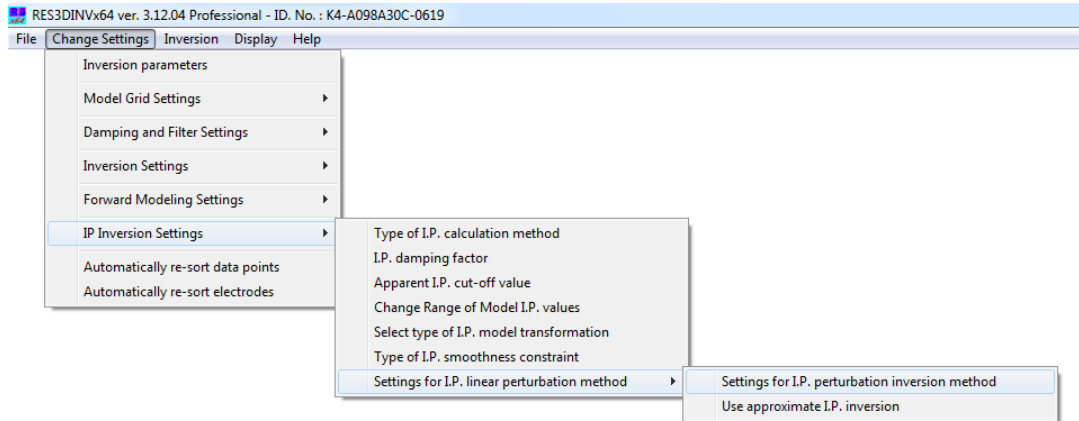 RES3DINVx64 ver. 3.12.04 Professional - ID. No. : K4-A098A30C-0619
File Change Settings Inversion Display Help
Inversion parameters
Model Grid Settings
Damping and Filter Settings
Inversion Settings
Forward Modeling Settings
IP Inversion Settings
Automatically re-sort data points
Automatically re-sort electrodes
Type of I.P. calculation method
I.P. damping factor
Apparent I.P. cut-off value
Change Range of Model I.P. values
Select type of I.P. model transformation
Type of I.P. smoothness constraint
Settings for I.P. linear perturbation method
Settings for I.P. perturbation inversion method
Use approximate I.P. inversion